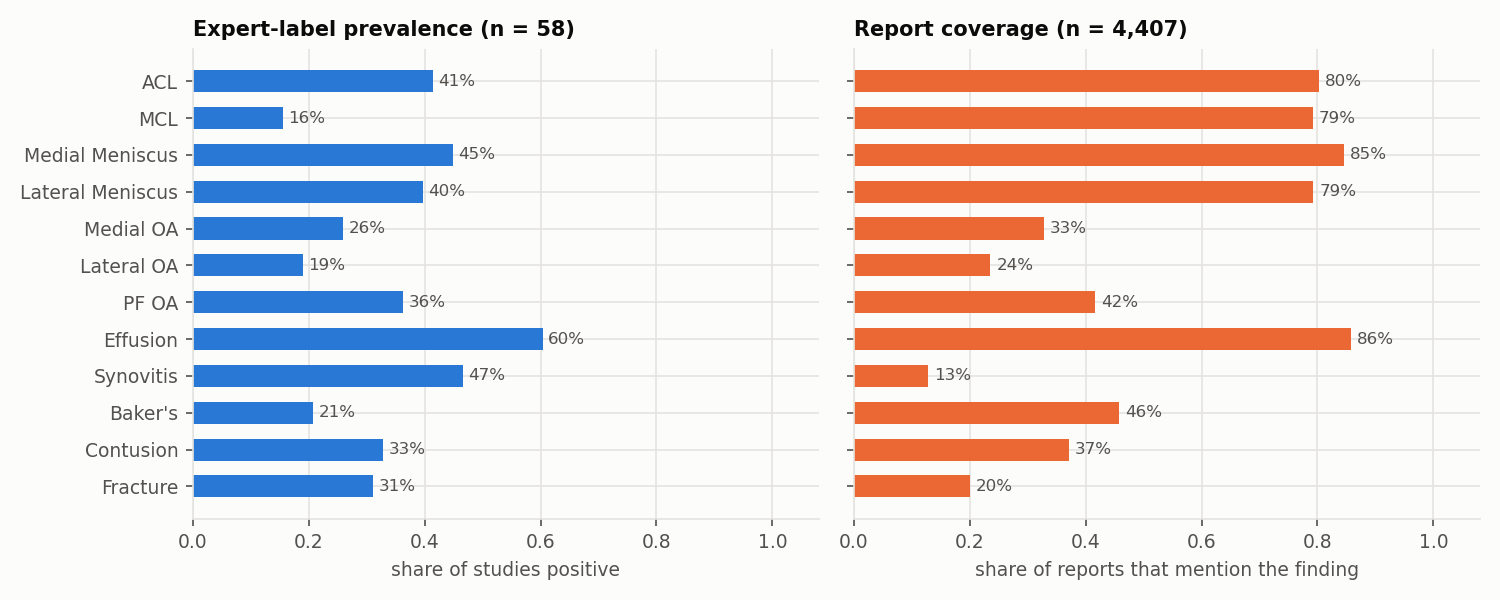 Expert-label prevalence (n = 58)
ACL 41%
MCL 16%
Medial Meniscus 45%
Lateral Meniscus 40%
Medial OA 26%
Lateral OA 19%
PF OA 36%
Effusion 60%
Synovitis 47%
Baker's 21%
Contusion 33%
Fracture 31%
0.0 0.2 0.4 0.6 0.8 1.0
share of studies positive
Report coverage (n = 4,407)
80%
79%
85%
79%
33%
24%
42%
86%
13%
46%
37%
20%
0.0 0.2 0.4 0.6 0.8 1.0
share of reports that mention the finding